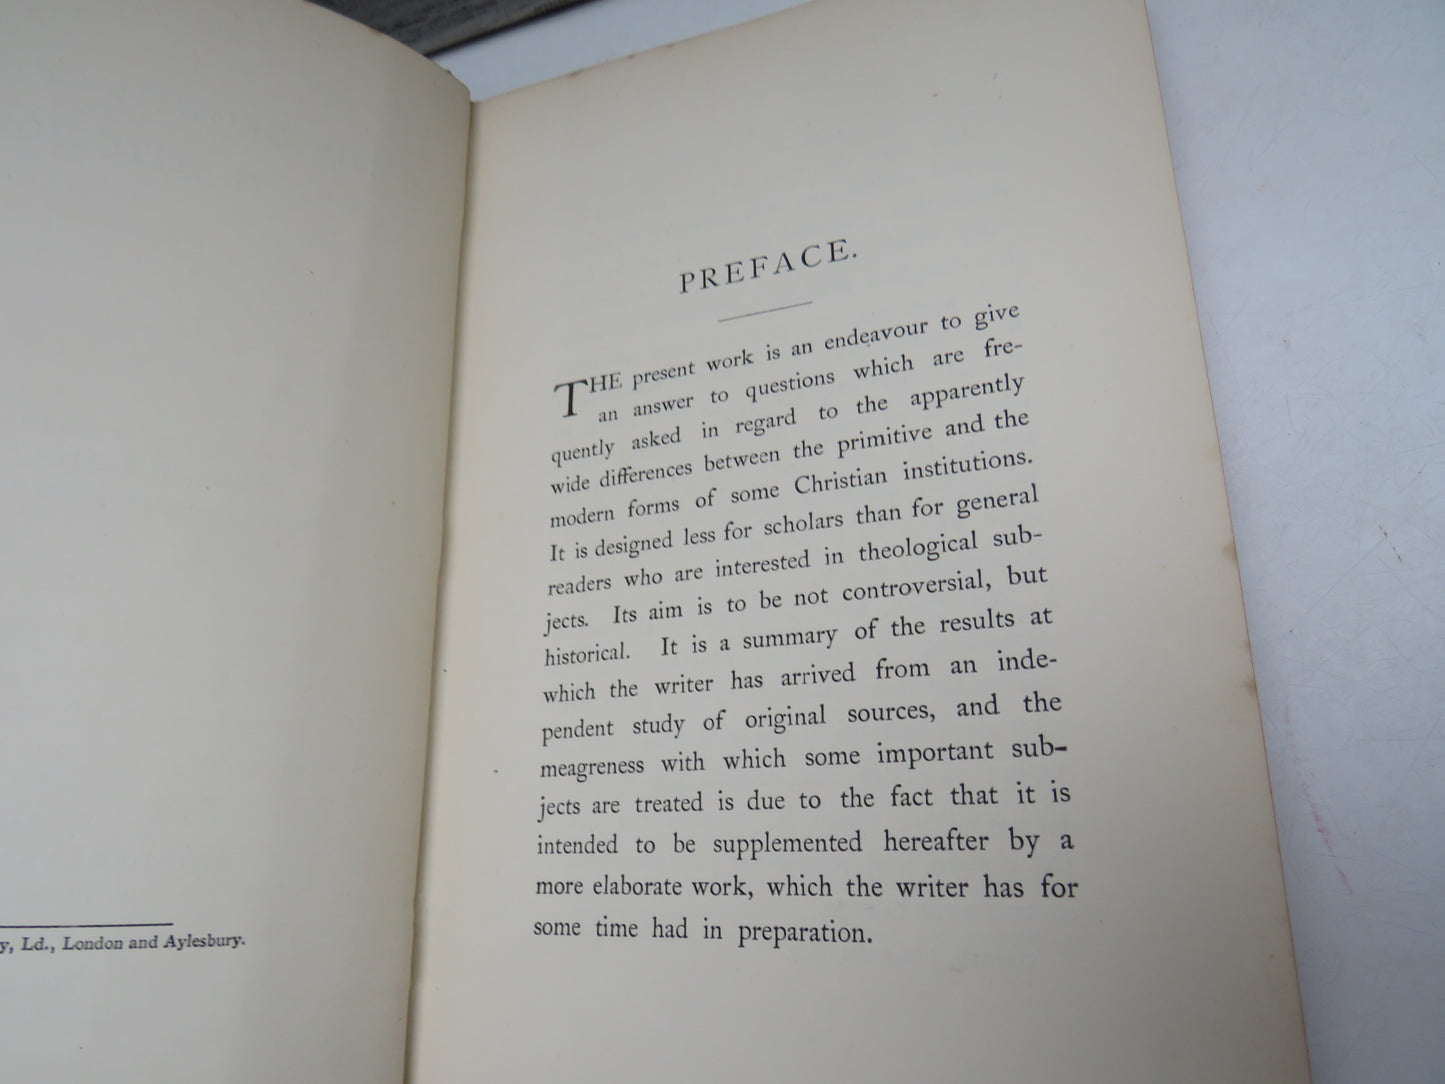 y, Ld., London and Aylesbury.
PREFACE.
THE present work is an endeavour to give
an answer to questions which are fre-
quently asked in regard to the apparently
wide differences between the primitive and the
modern forms of some Christian institutions.
It is designed less for scholars than for general
readers who are interested in theological sub-
jects. Its aim is to be not controversial, but
historical. It is a summary of the results at
which the writer has arrived from an inde-
pendent study of original sources, and the
meagreness with which some important sub-
jects are treated is due to the fact that it is
intended to be supplemented hereafter by a
more elaborate work, which the writer has for
some time had in preparation.